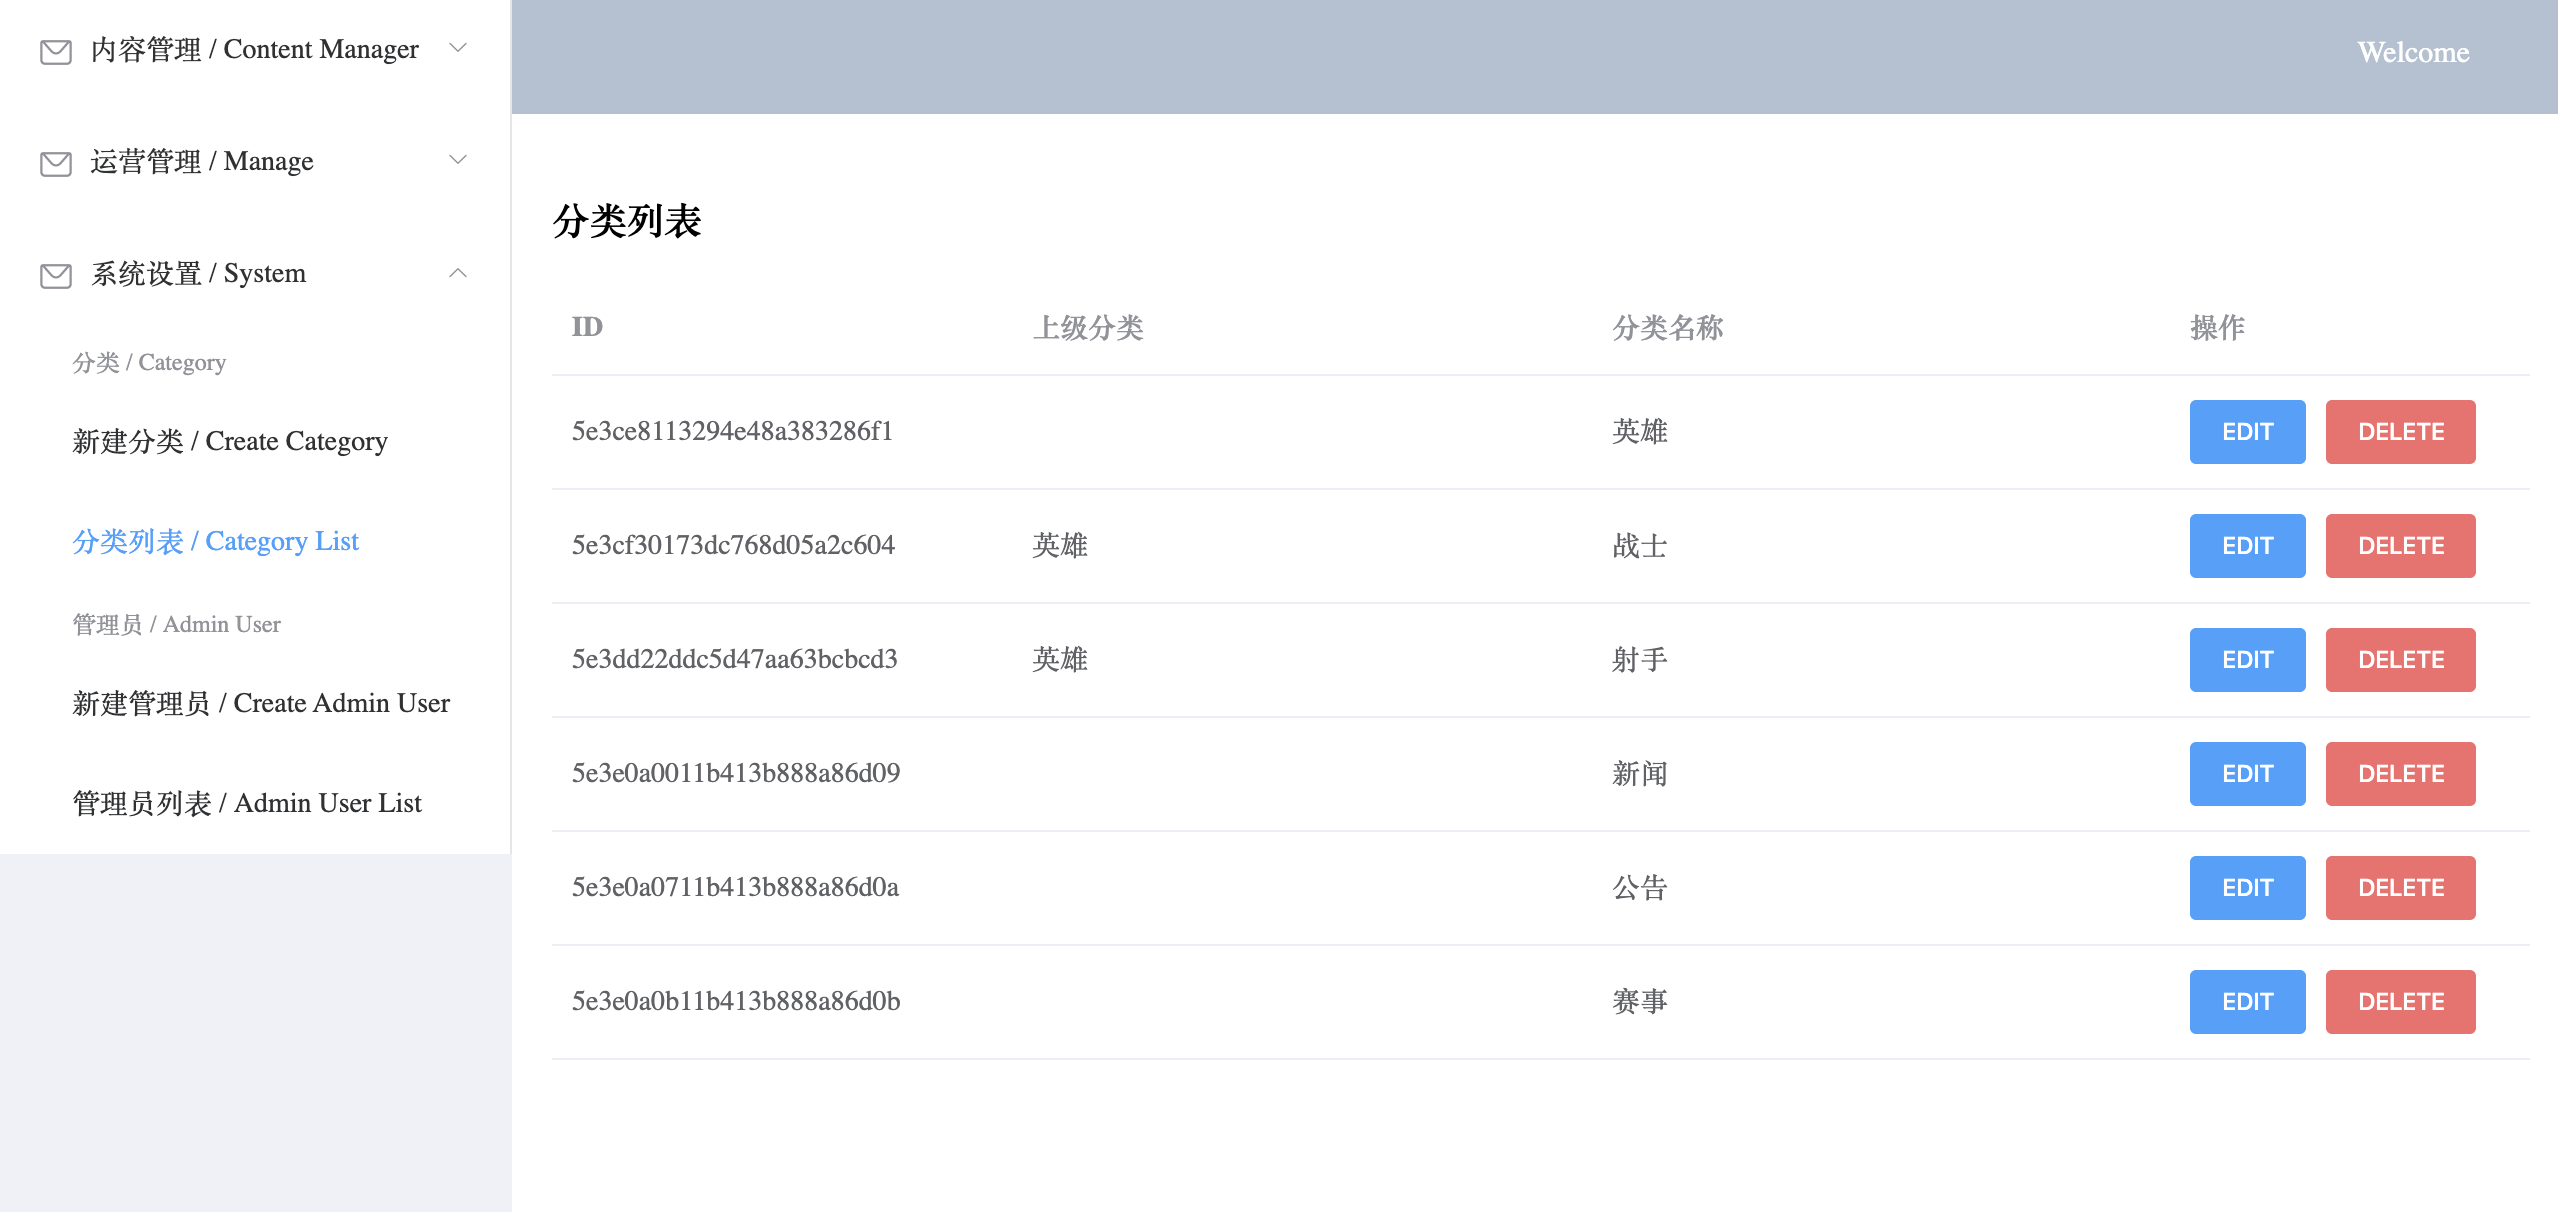 内容管理 / Content Manager
运营管理 / Manage
系统设置 / System
分类 / Category
新建分类 / Create Category
分类列表 / Category List
管理员 / Admin User
新建管理员 / Create Admin User
管理员列表 / Admin User List
Welcome
分类列表
ID 上级分类 分类名称 操作
5e3ce8113294e48a383286f1 英雄 EDIT DELETE
5e3cf30173dc768d05a2c604 英雄 战士 EDIT DELETE
5e3dd22ddc5d47aa63bcbcd3 英雄 射手 EDIT DELETE
5e3e0a0011b413b888a86d09 新闻 EDIT DELETE
5e3e0a0711b413b888a86d0a 公告 EDIT DELETE
5e3e0a0b11b413b888a86d0b 赛事 EDIT DELETE